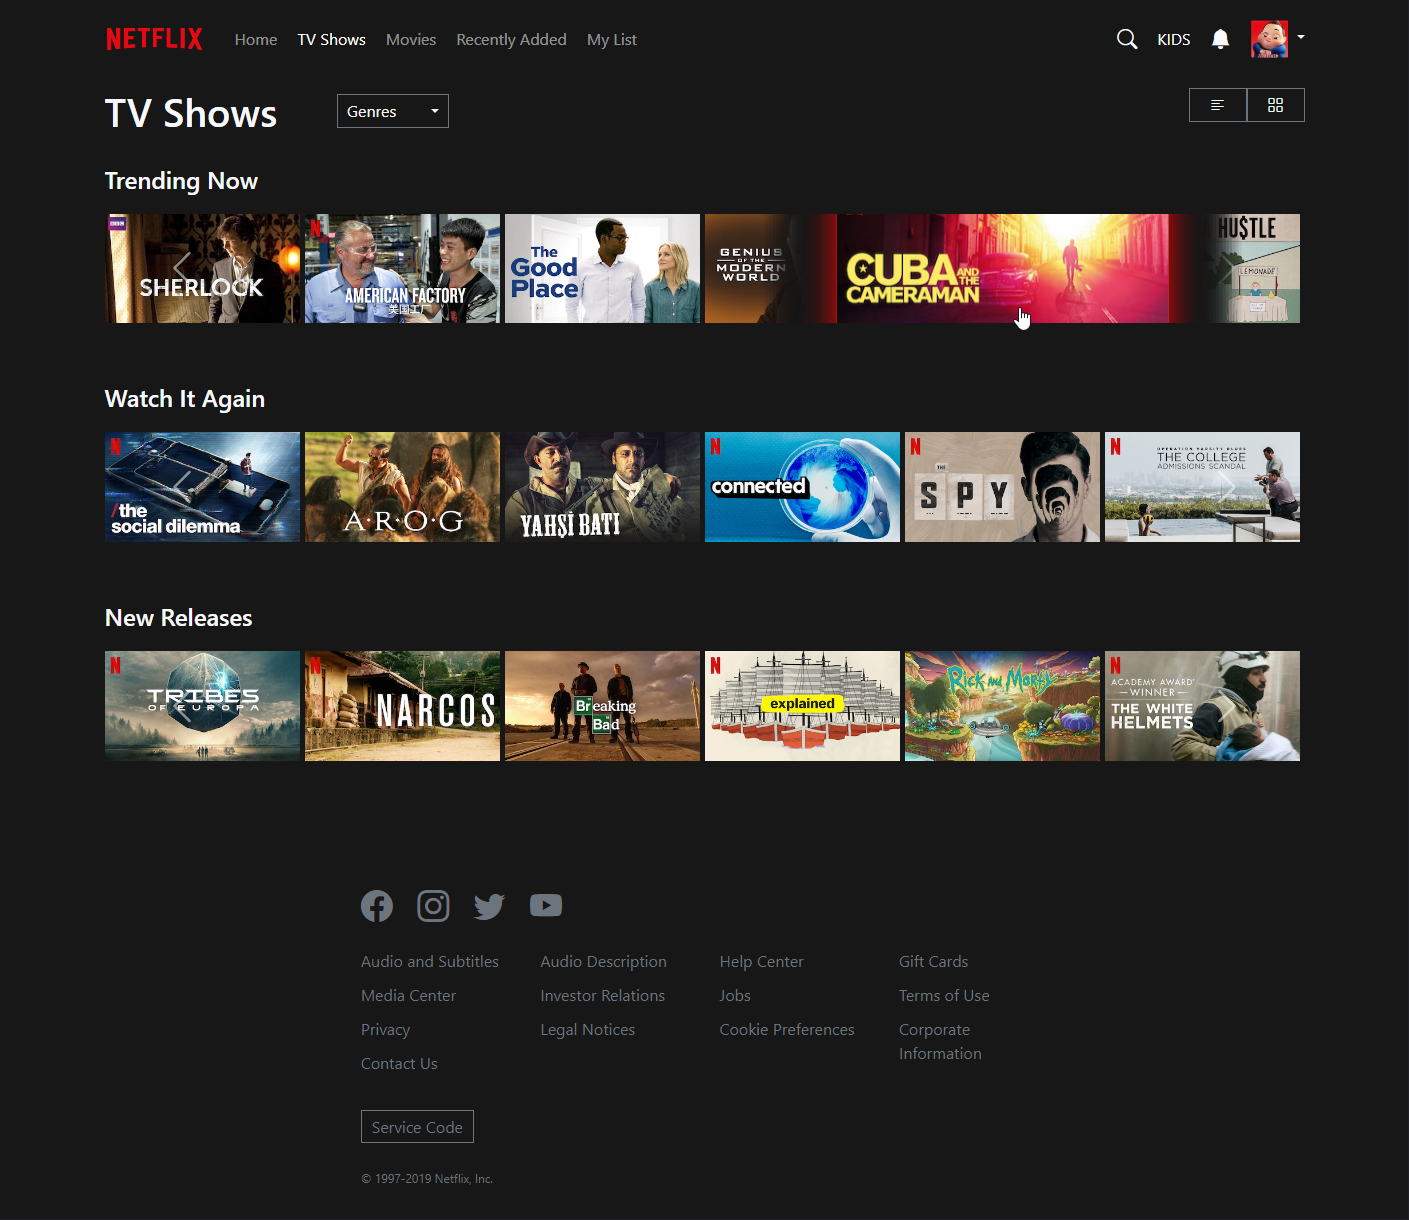 NETFLIX Home TV Shows Movies Recently Added My List KIDS
TV Shows Genres
Trending Now
BBC
SHERLOCK
N
AMERICAN FACTORY
美国工厂
The
Good
Place
GENIUS
OF THE
MODERN
WORLD
CUBA AND THE
CAMERAMAN
HU$TLE
LEMONADE
Watch It Again
N
/the
social dilemma
A·R·O·G
YAHŞİ BATI
N
connected
N
THE
SPY
N
OPERATION VARSITY BLUES
THE COLLEGE
ADMISSIONS SCANDAL
New Releases
N
TRIBES
OF EUROPA
N
NARCOS
Breaking
Bad
N
explained
Rick and Morty
N
ACADEMY AWARD®
WINNER
THE WHITE
HELMETS
Audio and Subtitles Audio Description Help Center Gift Cards
Media Center Investor Relations Jobs Terms of Use
Privacy Legal Notices Cookie Preferences Corporate
Information
Contact Us
Service Code
© 1997-2019 Netflix, Inc.